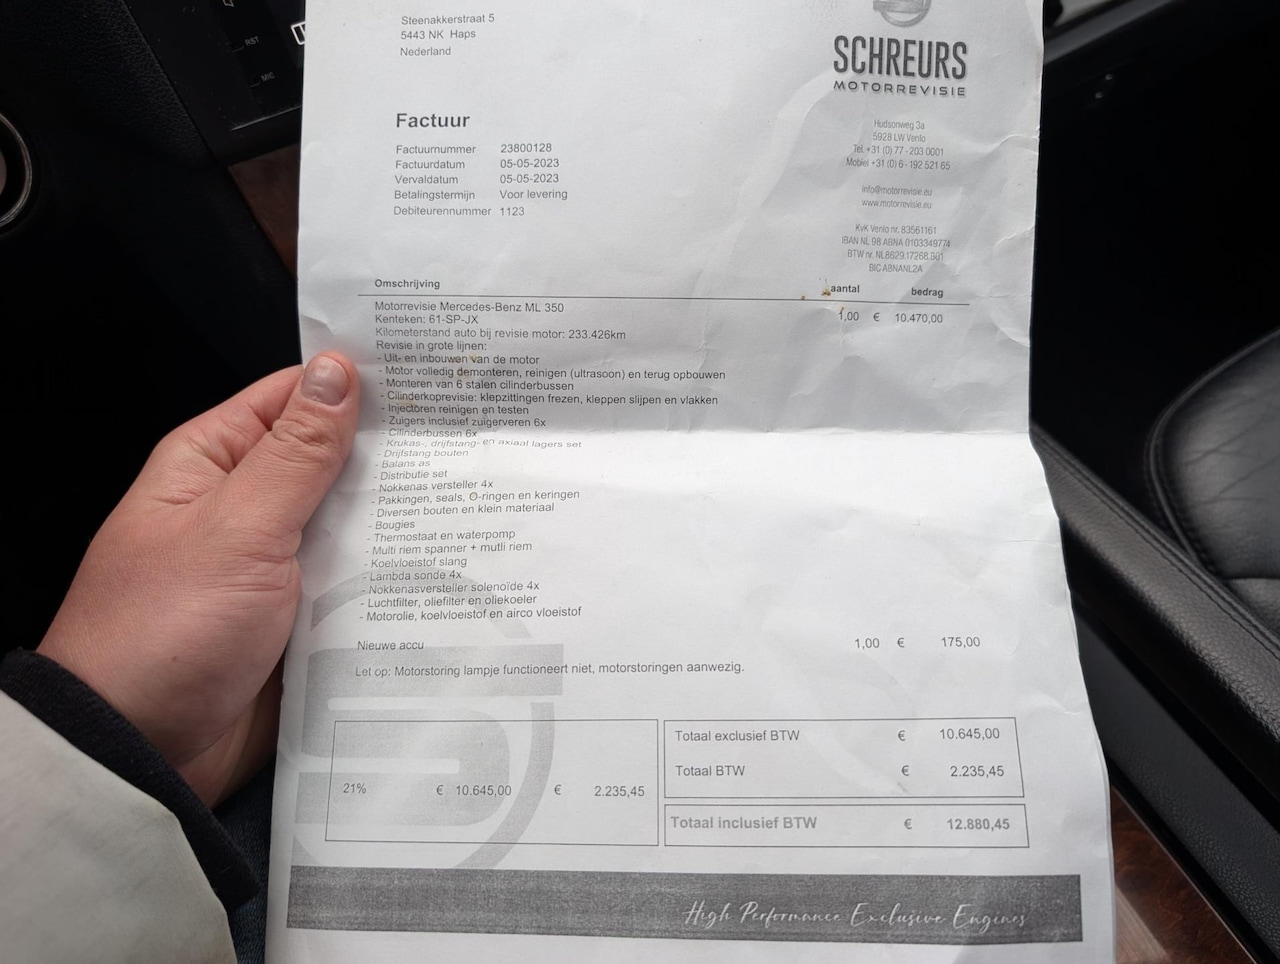 RST
MIC
Steenakkerstraat 5
5443 NK Haps
Nederland
SCHREURS
MOTORREVISIE
Hudsonweg 3a
5928 LW Venlo
Tel. +31 (0) 77 - 203 0001
Mobiel +31 (0) 6 - 192 521 65
info@motorrevisie.eu
www.motorrevisie.eu
KvK Venlo nr. 83561161
IBAN NL 98 ABNA 0103349774
BTW nr. NL8629.17268.B01
BIC ABNANL2A
Factuur
Factuurnummer 23800128
Factuurdatum 05-05-2023
Vervaldatum 05-05-2023
Betalingstermijn Voor levering
Debiteurennummer 1123
Omschrijving aantal bedrag
Motorrevisie Mercedes-Benz ML 350 1,00 € 10.470,00
Kenteken: 61-SP-JX
Kilometerstand auto bij revisie motor: 233.426km
Revisie in grote lijnen:
- Uit- en inbouwen van de motor
- Motor volledig demonteren, reinigen (ultrasoon) en terug opbouwen
- Monteren van 6 stalen cilinderbussen
- Cilinderkoprevisie: klepzittingen frezen, kleppen slijpen en vlakken
- Injectoren reinigen en testen
- Zuigers inclusief zuigerveren 6x
- Cilinderbussen 6x
- Krukas-, drijfstang- en axiaal lagers set
- Drijfstang bouten
- Balans as
- Distributie set
- Nokkenas versteller 4x
- Pakkingen, seals, O-ringen en keringen
- Diversen bouten en klein materiaal
- Bougies
- Thermostaat en waterpomp
- Multi riem spanner + mutli riem
- Koelvloeistof slang
- Lambda sonde 4x
- Nokkenasversteller solenoïde 4x
- Luchtfilter, oliefilter en oliekoeler
- Motorolie, koelvloeistof en airco vloeistof
Nieuwe accu 1,00 € 175,00
Let op: Motorstoring lampje functioneert niet, motorstoringen aanwezig.
21% € 10.645,00 € 2.235,45
Totaal exclusief BTW € 10.645,00
Totaal BTW € 2.235,45
Totaal inclusief BTW € 12.880,45
High Performance Exclusive Engines